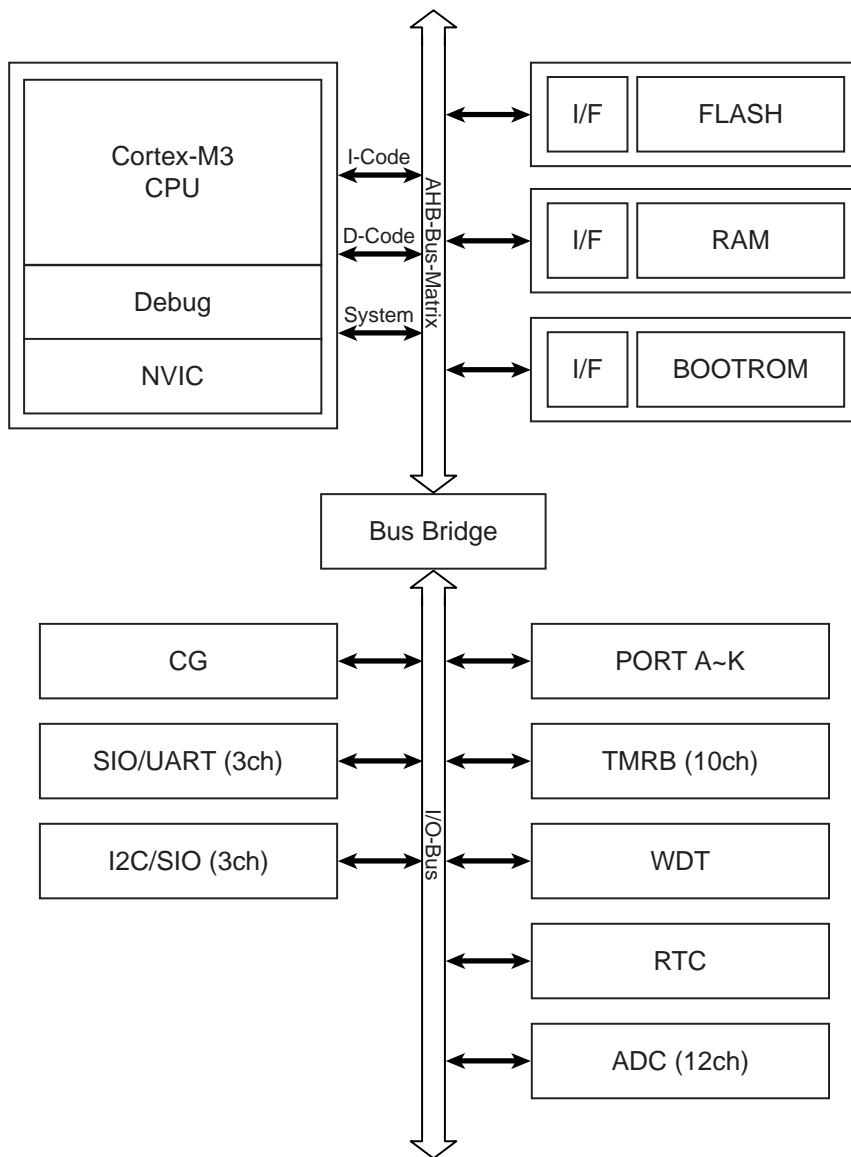 Cortex-M3
CPU
Debug
NVIC
I-Code
D-Code
System
AHB-Bus-Matrix
I/F
FLASH
I/F
RAM
I/F
BOOTROM
Bus Bridge
CG
SIO/UART (3ch)
I2C/SIO (3ch)
I/O-Bus
PORT A~K
TMRB (10ch)
WDT
RTC
ADC (12ch)